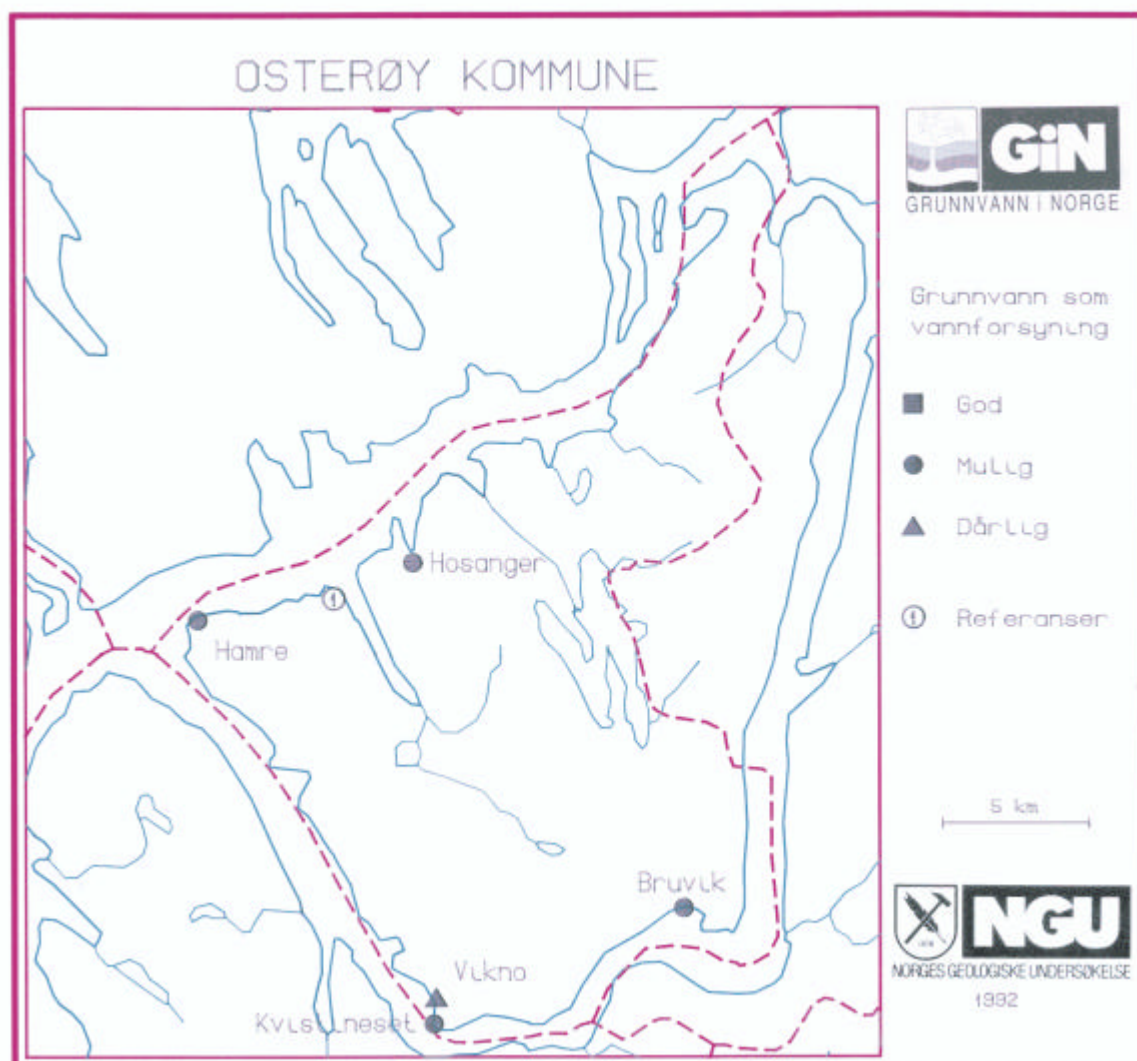 OSTERØY KOMMUNE
GiN
GRUNNVANN i NORGE
Grunnvann som
vannforsyning
God
Mulig
Dårlig
Referanser
Hosanger
Hamre
5 km
Bruvik
Vikno
Kvistineset
NGU
NORGES GEOLOGISKE UNDERSØKELSE
1992